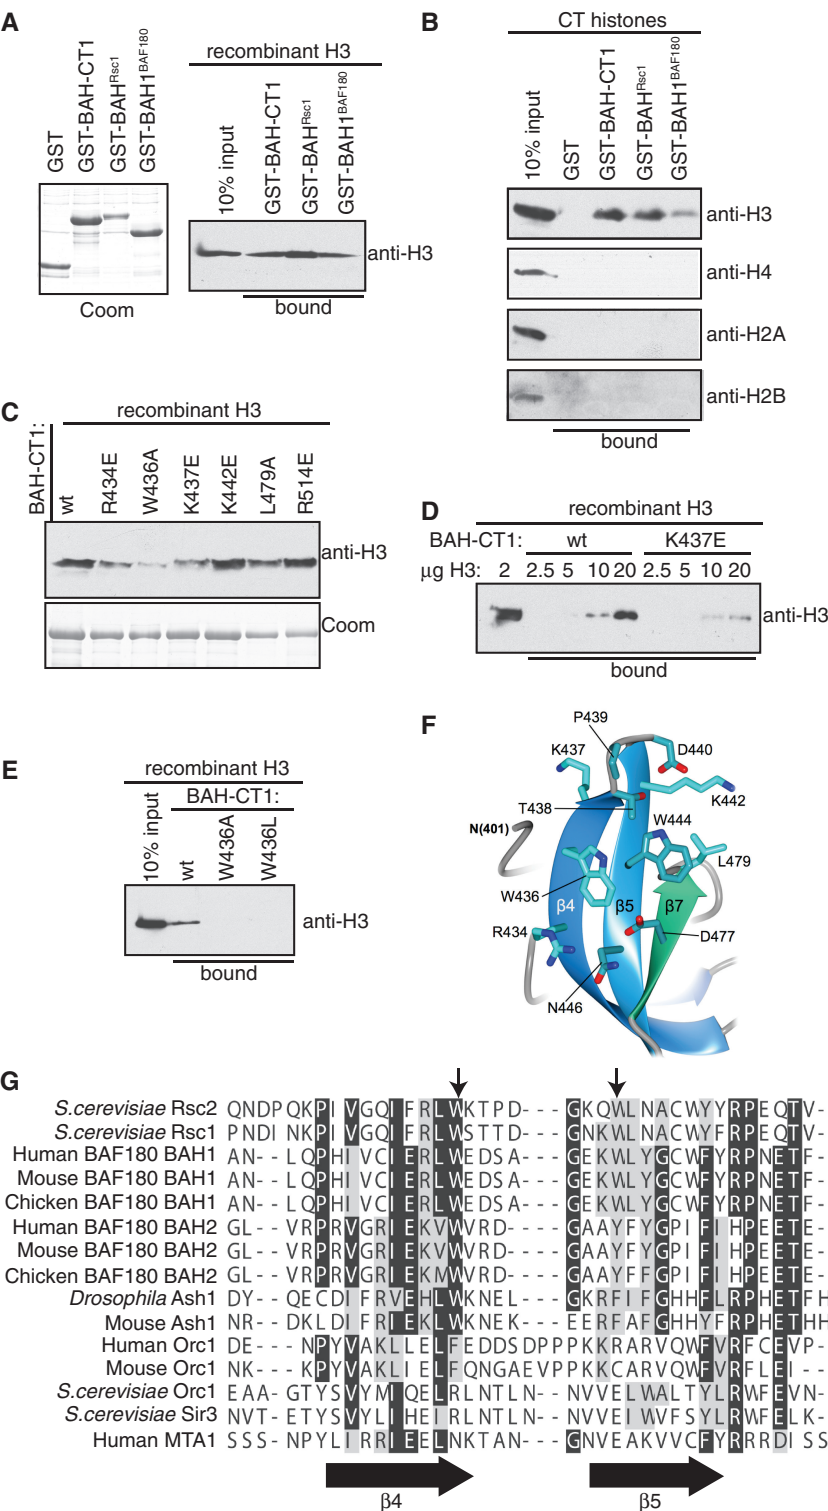 A
GST
GST-BAH-CT1
GST-BAHRsc1
GST-BAH1BAF180
Coom
recombinant H3
10% input
GST-BAH-CT1
GST-BAHRsc1
GST-BAH1BAF180
anti-H3
bound
B
CT histones
10% input
GST
GST-BAH-CT1
GST-BAHRsc1
GST-BAH1BAF180
anti-H3
anti-H4
anti-H2A
anti-H2B
bound
C
recombinant H3
BAH-CT1:
wt
R434E
W436A
K437E
K442E
L479A
R514E
anti-H3
Coom
D
recombinant H3
BAH-CT1: wt K437E
µg H3: 2 2.5 5 10 20 2.5 5 10 20
anti-H3
bound
E
recombinant H3
BAH-CT1:
10% input
wt
W436A
W436L
anti-H3
bound
F
P439
K437
D440
T438
K442
N(401)
W444
L479
W436
β4
β5
β7
R434
D477
N446
G
S.cerevisiae Rsc2 QNDPQKPIVGQIFRLWKTPD---GKQWLNACWYYRPEQTV-
S.cerevisiae Rsc1 PNDINKPIVGQIFRLWSTTD---GNKWLNACWYFRPEQTV-
Human BAF180 BAH1 AN--LQPHIVCIERLWEDSA---GEKWLYGCWFYRPNETF-
Mouse BAF180 BAH1 AN--LQPHIVCIERLWEDSA---GEKWLYGCWFYRPNETF-
Chicken BAF180 BAH1 AN--LQPHIVCIERLWEDSA---GEKWLYGCWFYRPNETF-
Human BAF180 BAH2 GL--VRPRVGRIEKVWVRD----GAAYFYGPIFIHPEETE-
Mouse BAF180 BAH2 GL--VRPRVGRIEKVWVRD----GAAYFYGPIFIHPEETE-
Chicken BAF180 BAH2 GL--VRPRVGRIEKMWVRD----GAAYFFGPIFIHPEETE-
Drosophila Ash1 DY--QECDIFRVEHLWKNEL---GKRFIFGHHFLRPHETFH
Mouse Ash1 NR--DKLDIFRIEKLWKNEK---EERFAFGHHYFRPHETHH
Human Orc1 DE---NPYVAKLLELFEDDSDPPPKKRARVQWFVRFCEVP-
Mouse Orc1 NK---KPYVAKLIELFQNGAEVPPKKCARVQWFVRFLEI--
S.cerevisiae Orc1 EAA-GTYSVYMIQELRLNTLN--NVVELWALTYLRWFEVN-
S.cerevisiae Sir3 NVT-ETYSVYLIHEIRLNTLN--NVVEIWVFSYLRWFELK-
Human MTA1 SSS-NPYLIRRIEELNKTAN---GNVEAKVVCFYRRRDISS
β4
β5